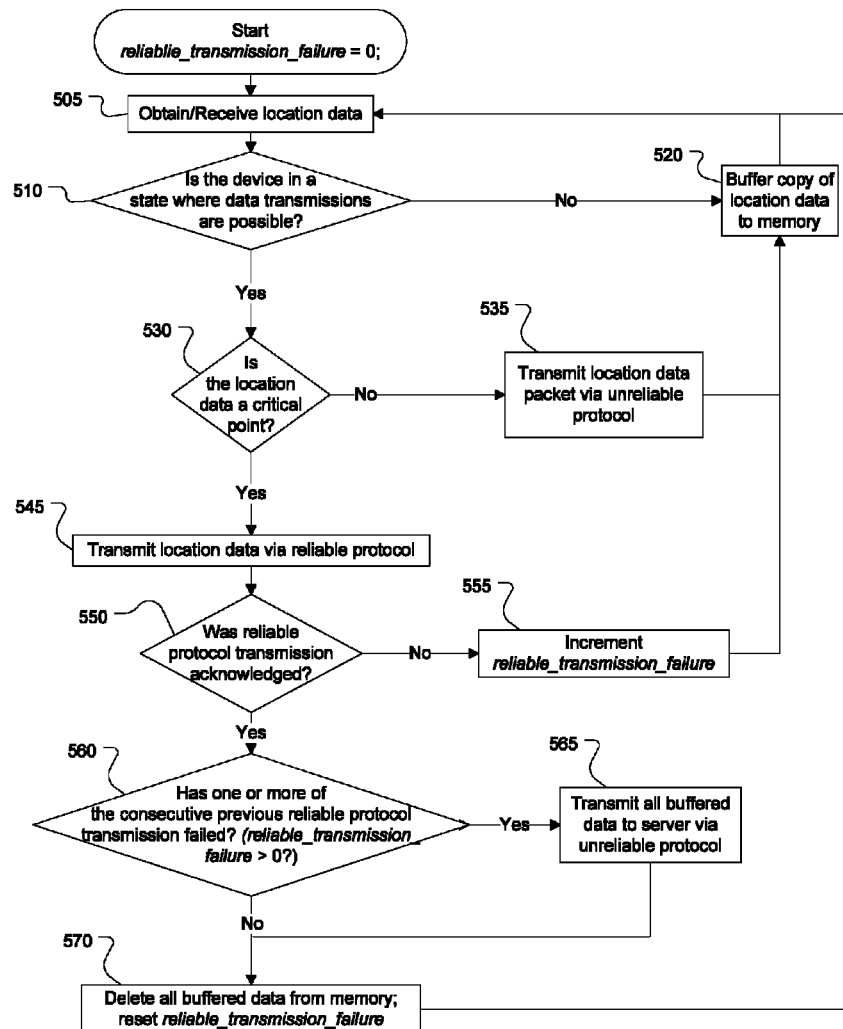 Start
reliablie_transmission_failure = 0;
505
Obtain/Receive location data
510
Is the device in a
state where data transmissions
are possible?
No
520
Buffer copy of
location data
to memory
Yes
530
Is
the location
data a critical
point?
No
535
Transmit location data
packet via unreliable
protocol
Yes
545
Transmit location data via reliable protocol
550
Was reliable
protocol transmission
acknowledged?
No
555
Increment
reliable_transmission_failure
Yes
560
Has one or more of
the consecutive previous reliable protocol
transmission failed? (reliable_transmission_
failure > 0?)
Yes
565
Transmit all buffered
data to server via
unreliable protocol
No
570
Delete all buffered data from memory;
reset reliable_transmission_failure